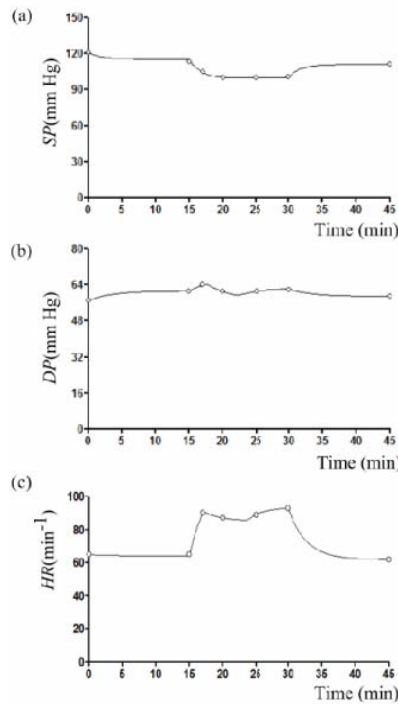 (a)
SP(mm Hg)
150
120
90
60
30
0
0 5 10 15 20 25 30 35 40 45
Time (min)
(b)
DP(mm Hg)
80
64
48
32
16
0
0 5 10 15 20 25 30 35 40 45
Time (min)
(c)
HR(min⁻¹)
100
80
60
40
20
0
0 5 10 15 20 25 30 35 40 45
Time (min)